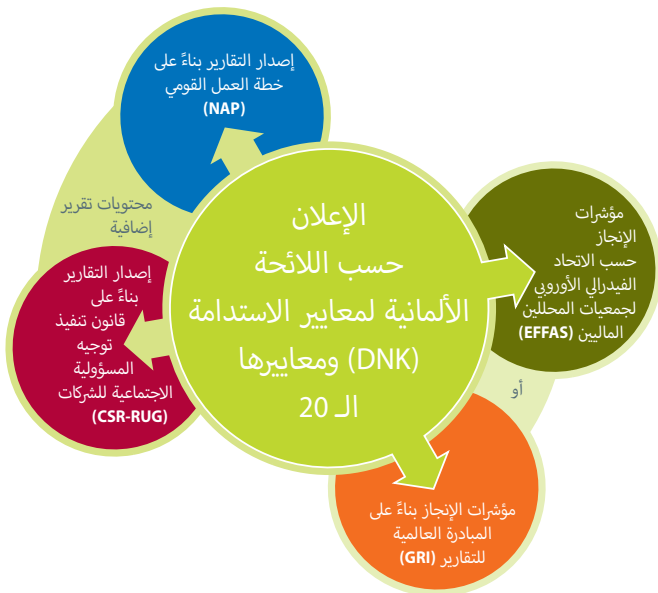 إصدار التقارير بناءً على
خطة العمل القومي
(NAP)
محتويات تقرير
إضافية
إصدار التقارير
بناءً على
قانون تنفيذ
توجيه
المسؤولية
الاجتماعية للشركات
(CSR-RUG)
الإعلان
حسب اللائحة
الألمانية لمعايير الاستدامة
(DNK) ومعاييرها
الـ 20
مؤشرات
الإنجاز
حسب الاتحاد
الفيدرالي الأوروبي
لجمعيات المحللين
الماليين (EFFAS)
أو
مؤشرات الإنجاز بناءً على
المبادرة العالمية
للتقارير (GRI)